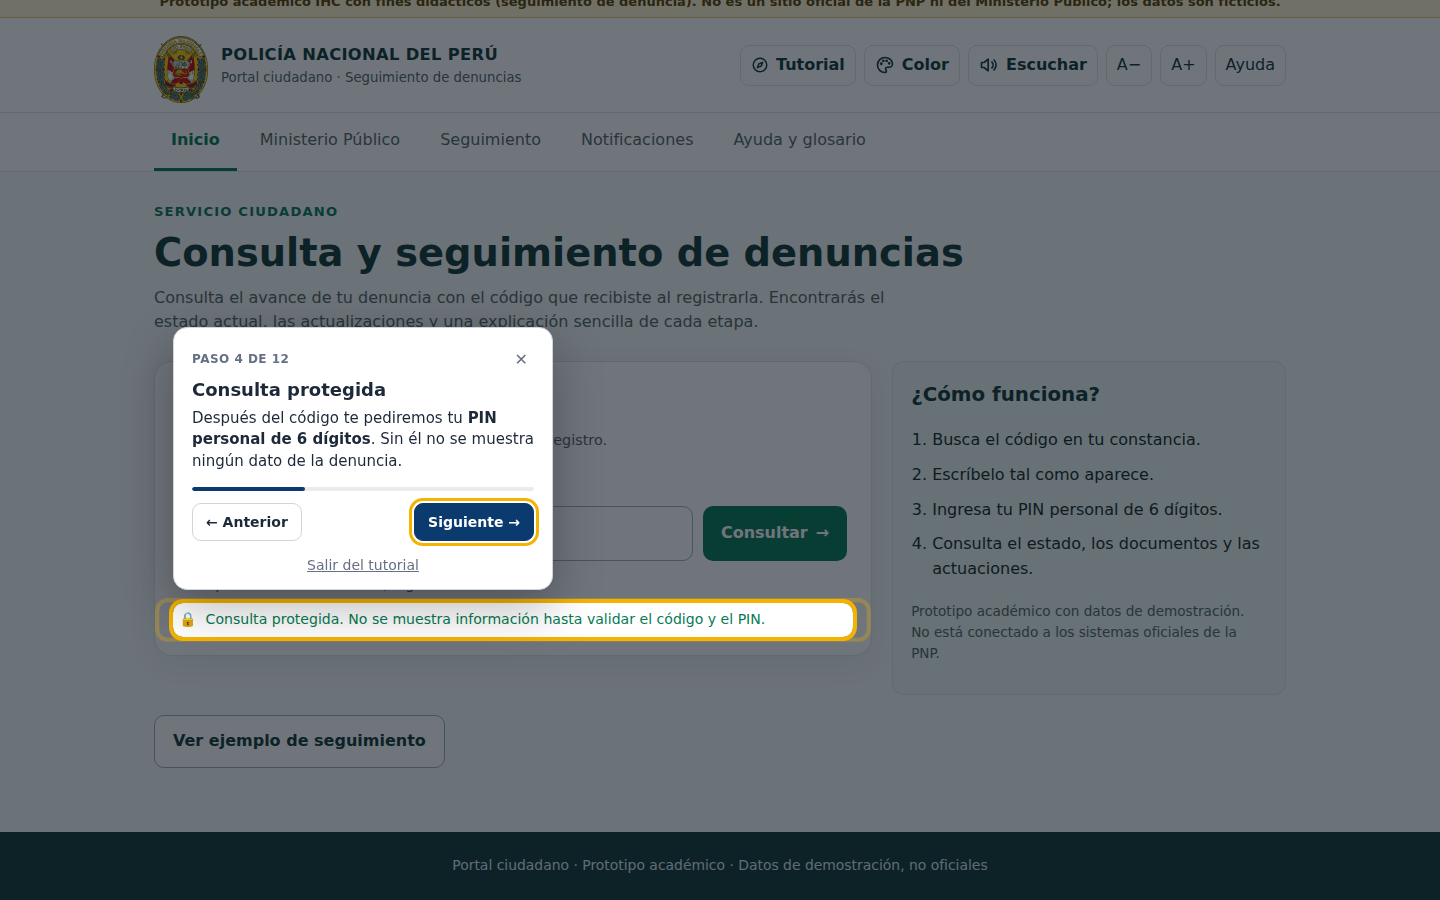 Prototipo académico IHC con fines didácticos (seguimiento de denuncia). No es un sitio oficial de la PNP ni del Ministerio Público; los datos son ficticios.
POLICÍA NACIONAL DEL PERÚ
Portal ciudadano · Seguimiento de denuncias
Tutorial
Color
Escuchar
A−
A+
Ayuda
Inicio
Ministerio Público
Seguimiento
Notificaciones
Ayuda y glosario
SERVICIO CIUDADANO
Consulta y seguimiento de denuncias
Consulta el avance de tu denuncia con el código que recibiste al registrarla. Encontrarás el
estado actual, las actualizaciones y una explicación sencilla de cada etapa.
PASO 4 DE 12
✕
Consulta protegida
Después del código te pediremos tu PIN
personal de 6 dígitos. Sin él no se muestra
ningún dato de la denuncia.
← Anterior
Siguiente →
Salir del tutorial
egistro.
Consultar →
🔒 Consulta protegida. No se muestra información hasta validar el código y el PIN.
¿Cómo funciona?
1. Busca el código en tu constancia.
2. Escríbelo tal como aparece.
3. Ingresa tu PIN personal de 6 dígitos.
4. Consulta el estado, los documentos y las
actuaciones.
Prototipo académico con datos de demostración.
No está conectado a los sistemas oficiales de la
PNP.
Ver ejemplo de seguimiento
Portal ciudadano · Prototipo académico · Datos de demostración, no oficiales